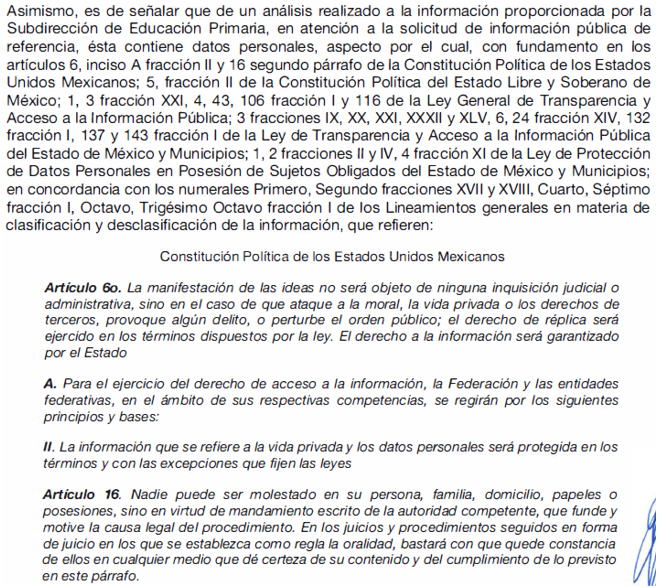 Asimismo, es de señalar que de un análisis realizado a la información proporcionada por la
Subdirección de Educación Primaria, en atención a la solicitud de información pública de
referencia, ésta contiene datos personales, aspecto por el cual, con fundamento en los
artículos 6, inciso A fracción II y 16 segundo párrafo de la Constitución Política de los Estados
Unidos Mexicanos; 5, fracción II de la Constitución Política del Estado Libre y Soberano de
México; 1, 3 fracción XXI, 4, 43, 106 fracción I y 116 de la Ley General de Transparencia y
Acceso a la Información Pública; 3 fracciones IX, XX, XXI, XXXII y XLV, 6, 24 fracción XIV, 132
fracción I, 137 y 143 fracción I de la Ley de Transparencia y Acceso a la Información Pública
del Estado de México y Municipios; 1, 2 fracciones II y IV, 4 fracción XI de la Ley de Protección
de Datos Personales en Posesión de Sujetos Obligados del Estado de México y Municipios;
en concordancia con los numerales Primero, Segundo fracciones XVII y XVIII, Cuarto, Séptimo
fracción I, Octavo, Trigésimo Octavo fracción I de los Lineamientos generales en materia de
clasificación y desclasificación de la información, que refieren:
Constitución Política de los Estados Unidos Mexicanos
Artículo 6o. La manifestación de las ideas no será objeto de ninguna inquisición judicial o
administrativa, sino en el caso de que ataque a la moral, la vida privada o los derechos de
terceros, provoque algún delito, o perturbe el orden público; el derecho de réplica será
ejercido en los términos dispuestos por la ley. El derecho a la información será garantizado
por el Estado
A. Para el ejercicio del derecho de acceso a la información, la Federación y las entidades
federativas, en el ámbito de sus respectivas competencias, se regirán por los siguientes
principios y bases:
II. La información que se refiere a la vida privada y los datos personales será protegida en los
términos y con las excepciones que fijen las leyes
Artículo 16. Nadie puede ser molestado en su persona, familia, domicilio, papeles o
posesiones, sino en virtud de mandamiento escrito de la autoridad competente, que funde y
motive la causa legal del procedimiento. En los juicios y procedimientos seguidos en forma
de juicio en los que se establezca como regla la oralidad, bastará con que quede constancia
de ellos en cualquier medio que dé certeza de su contenido y del cumplimiento de lo previsto
en este párrafo.